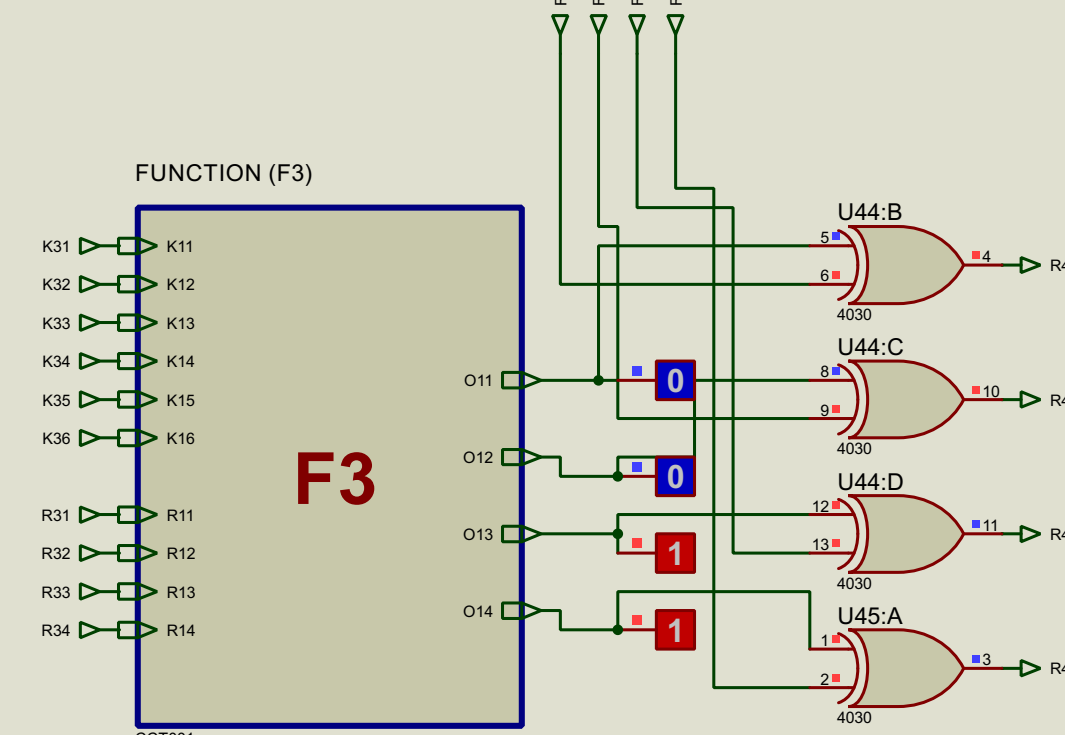 FUNCTION (F3)
K31
K11
K32
K12
K33
K13
K34
K14
K35
K15
K36
K16
R31
R11
R32
R12
R33
R13
R34
R14
F3
O11
O12
O13
O14
0
0
1
1
U44:B
5
6
4
4030
U44:C
8
9
10
4030
U44:D
12
13
11
4030
U45:A
1
2
3
4030